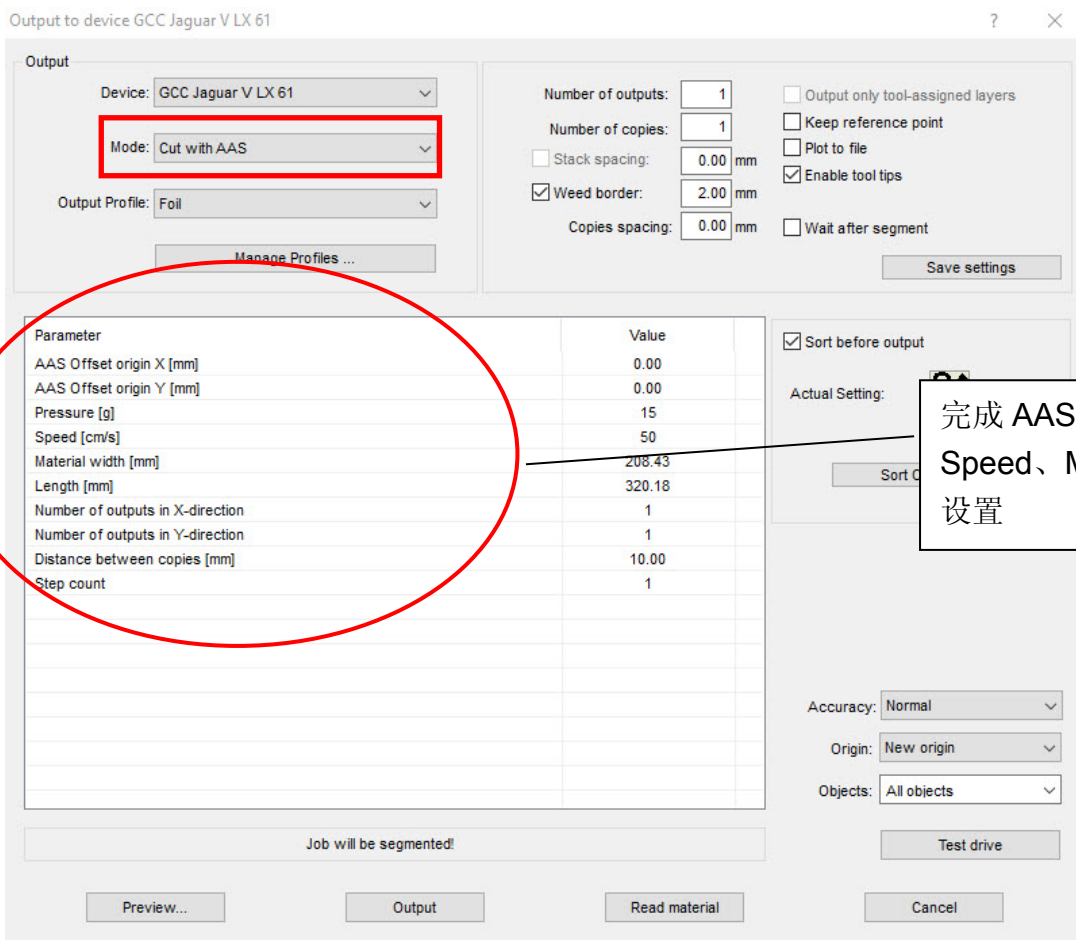 Output to device GCC Jaguar V LX 61
Output
Device: GCC Jaguar V LX 61
Mode: Cut with AAS
Output Profile: Foil
Manage Profiles ...
Number of outputs: 1
Number of copies: 1
Stack spacing: 0.00 mm
Weed border: 2.00 mm
Copies spacing: 0.00 mm
Output only tool-assigned layers
Keep reference point
Plot to file
Enable tool tips
Wait after segment
Save settings
Parameter Value
AAS Offset origin X [mm] 0.00
AAS Offset origin Y [mm] 0.00
Pressure [g] 15
Speed [cm/s] 50
Material width [mm] 208.43
Length [mm] 320.18
Number of outputs in X-direction 1
Number of outputs in Y-direction 1
Distance between copies [mm] 10.00
Step count 1
Sort before output
Actual Setting:
Sort
完成 AAS
Speed、
设置
Accuracy: Normal
Origin: New origin
Objects: All objects
Job will be segmented!
Test drive
Preview...
Output
Read material
Cancel